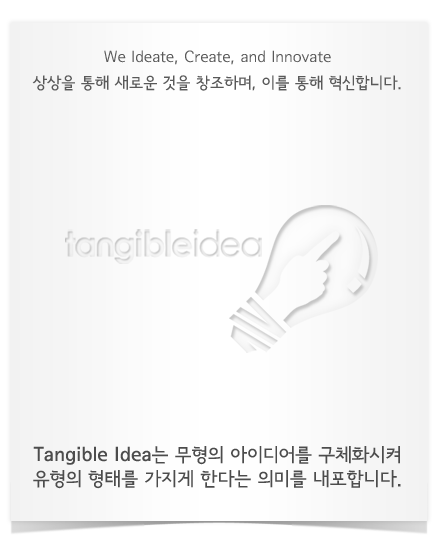 We Ideate, Create, and Innovate
상상을 통해 새로운 것을 창조하며, 이를 통해 혁신합니다.
tangibleidea
Tangible Idea는 무형의 아이디어를 구체화시켜
유형의 형태를 가지게 한다는 의미를 내포합니다.